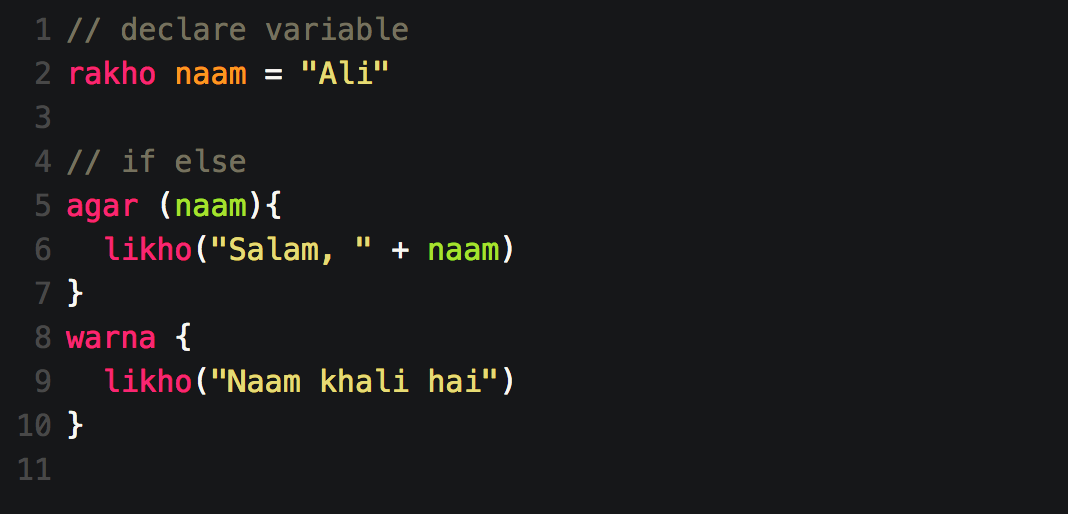 1 // declare variable
2 rakho naam = "Ali"
3
4 // if else
5 agar (naam){
6   likho("Salam, " + naam)
7 }
8 warna {
9   likho("Naam khali hai")
10 }
11